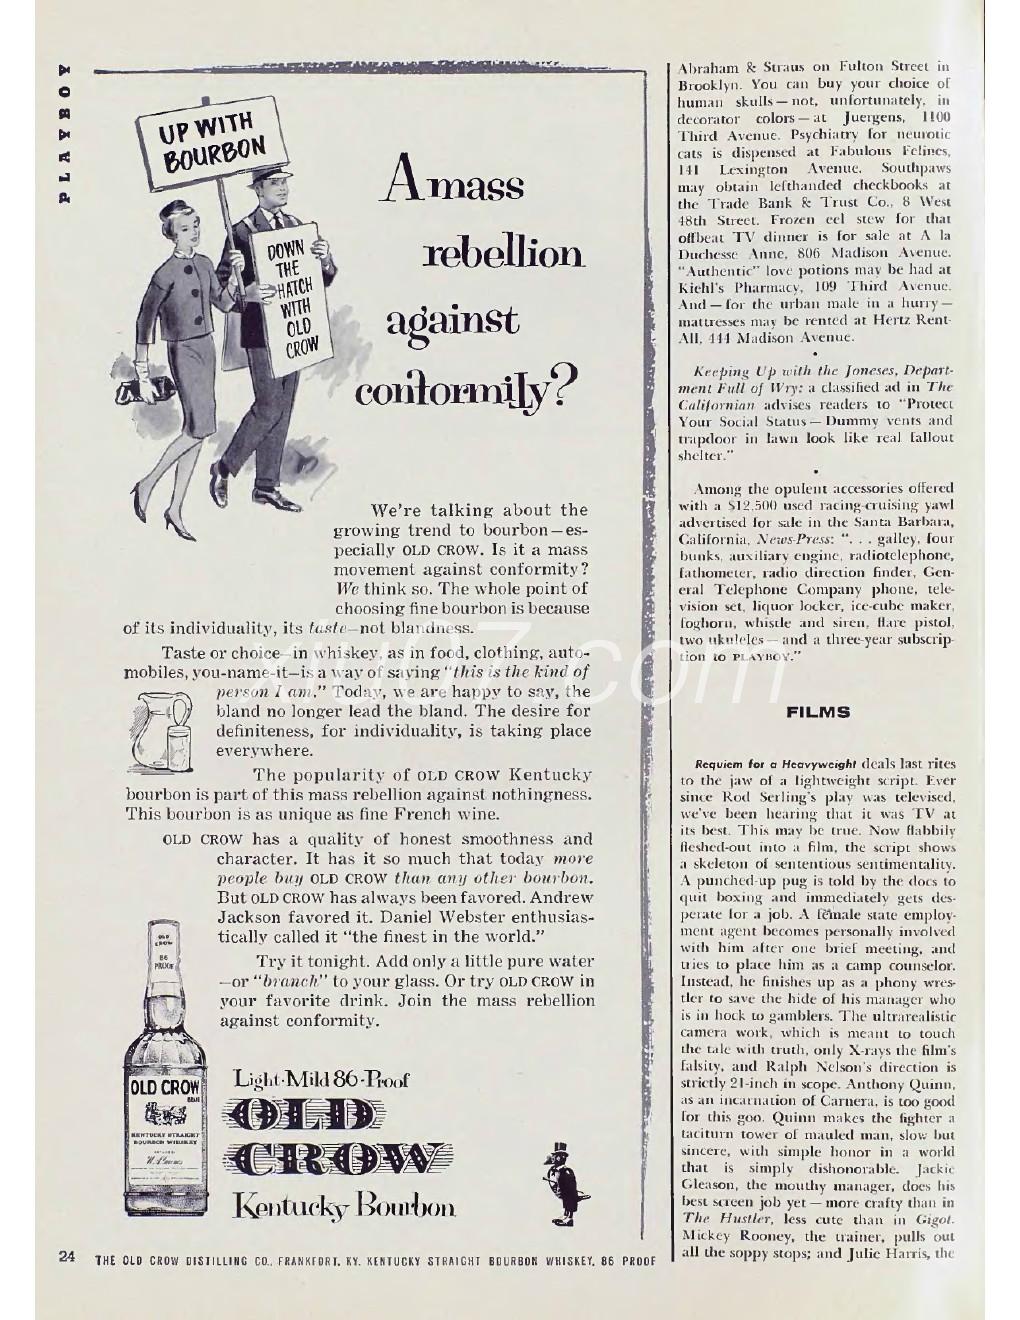 PLAYBOY
UP WITH
BOURBON
DOWN
THE
HATCH
WITH
OLD
CROW
A mass
rebellion
against
conformity?
We're talking about the
growing trend to bourbon—es-
pecially OLD CROW. Is it a mass
movement against conformity?
We think so. The whole point of
choosing fine bourbon is because
of its individuality, its taste—not blandness.
Taste or choice—in whiskey, as in food, clothing, auto-
mobiles, you-name-it—is a way of saying "this is the kind of
person I am." Today, we are happy to say, the
bland no longer lead the bland. The desire for
definiteness, for individuality, is taking place
everywhere.
The popularity of OLD CROW Kentucky
bourbon is part of this mass rebellion against nothingness.
This bourbon is as unique as fine French wine.
OLD CROW has a quality of honest smoothness and
character. It has it so much that today more
people buy OLD CROW than any other bourbon.
But OLD CROW has always been favored. Andrew
Jackson favored it. Daniel Webster enthusias-
tically called it "the finest in the world."
Try it tonight. Add only a little pure water
—or "branch" to your glass. Or try OLD CROW in
your favorite drink. Join the mass rebellion
against conformity.
OLD
CROW
86
PROOF
OLD CROW
KENTUCKY STRAIGHT
BOURBON WHISKEY
Light·Mild 86·Proof
OLD
CROW
Kentucky Bourbon
24
THE OLD CROW DISTILLING CO., FRANKFORT, KY. KENTUCKY STRAIGHT BOURBON WHISKEY, 86 PROOF
Abraham & Straus on Fulton Street in
Brooklyn. You can buy your choice of
human skulls — not, unfortunately, in
decorator colors — at Juergens, 1100
Third Avenue. Psychiatry for neurotic
cats is dispensed at Fabulous Felines,
141 Lexington Avenue. Southpaws
may obtain lefthanded checkbooks at
the Trade Bank & Trust Co., 8 West
48th Street. Frozen eel stew for that
offbeat TV dinner is for sale at A la
Duchesse Anne, 806 Madison Avenue.
"Authentic" love potions may be had at
Kiehl's Pharmacy, 109 Third Avenue.
And — for the urban male in a hurry —
mattresses may be rented at Hertz Rent-
All, 444 Madison Avenue.
•
Keeping Up with the Joneses, Depart-
ment Full of Wry: a classified ad in The
Californian advises readers to "Protect
Your Social Status — Dummy vents and
trapdoor in lawn look like real fallout
shelter."
•
Among the opulent accessories offered
with a $12,500 used racing-cruising yawl
advertised for sale in the Santa Barbara,
California, News-Press: ". . . galley, four
bunks, auxiliary engine, radiotelephone,
fathometer, radio direction finder, Gen-
eral Telephone Company phone, tele-
vision set, liquor locker, ice-cube maker,
foghorn, whistle and siren, flare pistol,
two ukuleles — and a three-year subscrip-
tion to PLAYBOY."
FILMS
Requiem for a Heavyweight deals last rites
to the jaw of a lightweight script. Ever
since Rod Serling's play was televised,
we've been hearing that it was TV at
its best. This may be true. Now flabbily
fleshed-out into a film, the script shows
a skeleton of sententious sentimentality.
A punched-up pug is told by the docs to
quit boxing and immediately gets des-
perate for a job. A female state employ-
ment agent becomes personally involved
with him after one brief meeting, and
tries to place him as a camp counselor.
Instead, he finishes up as a phony wres-
tler to save the hide of his manager who
is in hock to gamblers. The ultrarealistic
camera work, which is meant to touch
the tale with truth, only X-rays the film's
falsity, and Ralph Nelson's direction is
strictly 21-inch in scope. Anthony Quinn,
as an incarnation of Carnera, is too good
for this goo. Quinn makes the fighter a
taciturn tower of mauled man, slow but
sincere, with simple honor in a world
that is simply dishonorable. Jackie
Gleason, the mouthy manager, does his
best screen job yet — more crafty than in
The Hustler, less cute than in Gigot.
Mickey Rooney, the trainer, pulls out
all the soppy stops; and Julie Harris, the